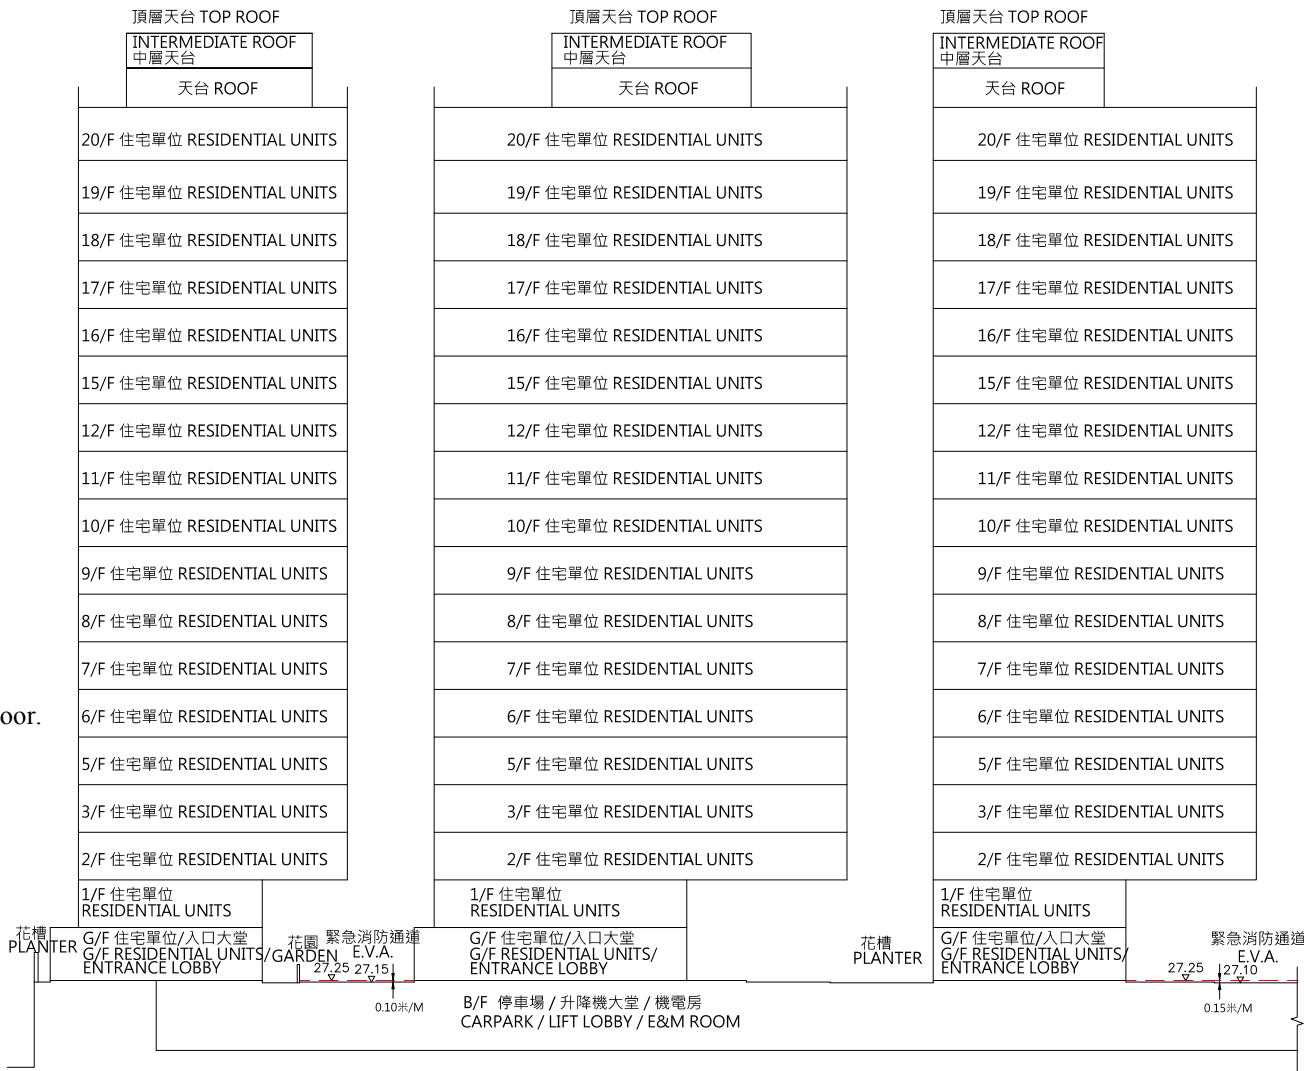 頂層天台 TOP ROOF
INTERMEDIATE ROOF
中層天台
天台 ROOF
20/F 住宅單位 RESIDENTIAL UNITS
19/F 住宅單位 RESIDENTIAL UNITS
18/F 住宅單位 RESIDENTIAL UNITS
17/F 住宅單位 RESIDENTIAL UNITS
16/F 住宅單位 RESIDENTIAL UNITS
15/F 住宅單位 RESIDENTIAL UNITS
12/F 住宅單位 RESIDENTIAL UNITS
11/F 住宅單位 RESIDENTIAL UNITS
10/F 住宅單位 RESIDENTIAL UNITS
9/F 住宅單位 RESIDENTIAL UNITS
8/F 住宅單位 RESIDENTIAL UNITS
7/F 住宅單位 RESIDENTIAL UNITS
oor.
6/F 住宅單位 RESIDENTIAL UNITS
5/F 住宅單位 RESIDENTIAL UNITS
3/F 住宅單位 RESIDENTIAL UNITS
2/F 住宅單位 RESIDENTIAL UNITS
1/F 住宅單位
RESIDENTIAL UNITS
花槽
PLANTER
G/F 住宅單位/入口大堂
G/F RESIDENTIAL UNITS/
ENTRANCE LOBBY
花園
GARDEN
緊急消防通道
E.V.A.
27.25
27.15
0.10米/M
頂層天台 TOP ROOF
INTERMEDIATE ROOF
中層天台
天台 ROOF
20/F 住宅單位 RESIDENTIAL UNITS
19/F 住宅單位 RESIDENTIAL UNITS
18/F 住宅單位 RESIDENTIAL UNITS
17/F 住宅單位 RESIDENTIAL UNITS
16/F 住宅單位 RESIDENTIAL UNITS
15/F 住宅單位 RESIDENTIAL UNITS
12/F 住宅單位 RESIDENTIAL UNITS
11/F 住宅單位 RESIDENTIAL UNITS
10/F 住宅單位 RESIDENTIAL UNITS
9/F 住宅單位 RESIDENTIAL UNITS
8/F 住宅單位 RESIDENTIAL UNITS
7/F 住宅單位 RESIDENTIAL UNITS
6/F 住宅單位 RESIDENTIAL UNITS
5/F 住宅單位 RESIDENTIAL UNITS
3/F 住宅單位 RESIDENTIAL UNITS
2/F 住宅單位 RESIDENTIAL UNITS
1/F 住宅單位
RESIDENTIAL UNITS
G/F 住宅單位/入口大堂
G/F RESIDENTIAL UNITS/
ENTRANCE LOBBY
B/F 停車場 / 升降機大堂 / 機電房
CARPARK / LIFT LOBBY / E&M ROOM
花槽
PLANTER
頂層天台 TOP ROOF
INTERMEDIATE ROOF
中層天台
天台 ROOF
20/F 住宅單位 RESIDENTIAL UNITS
19/F 住宅單位 RESIDENTIAL UNITS
18/F 住宅單位 RESIDENTIAL UNITS
17/F 住宅單位 RESIDENTIAL UNITS
16/F 住宅單位 RESIDENTIAL UNITS
15/F 住宅單位 RESIDENTIAL UNITS
12/F 住宅單位 RESIDENTIAL UNITS
11/F 住宅單位 RESIDENTIAL UNITS
10/F 住宅單位 RESIDENTIAL UNITS
9/F 住宅單位 RESIDENTIAL UNITS
8/F 住宅單位 RESIDENTIAL UNITS
7/F 住宅單位 RESIDENTIAL UNITS
6/F 住宅單位 RESIDENTIAL UNITS
5/F 住宅單位 RESIDENTIAL UNITS
3/F 住宅單位 RESIDENTIAL UNITS
2/F 住宅單位 RESIDENTIAL UNITS
1/F 住宅單位
RESIDENTIAL UNITS
G/F 住宅單位/入口大堂
G/F RESIDENTIAL UNITS/
ENTRANCE LOBBY
緊急消防通道
E.V.A.
27.25
27.10
0.15米/M